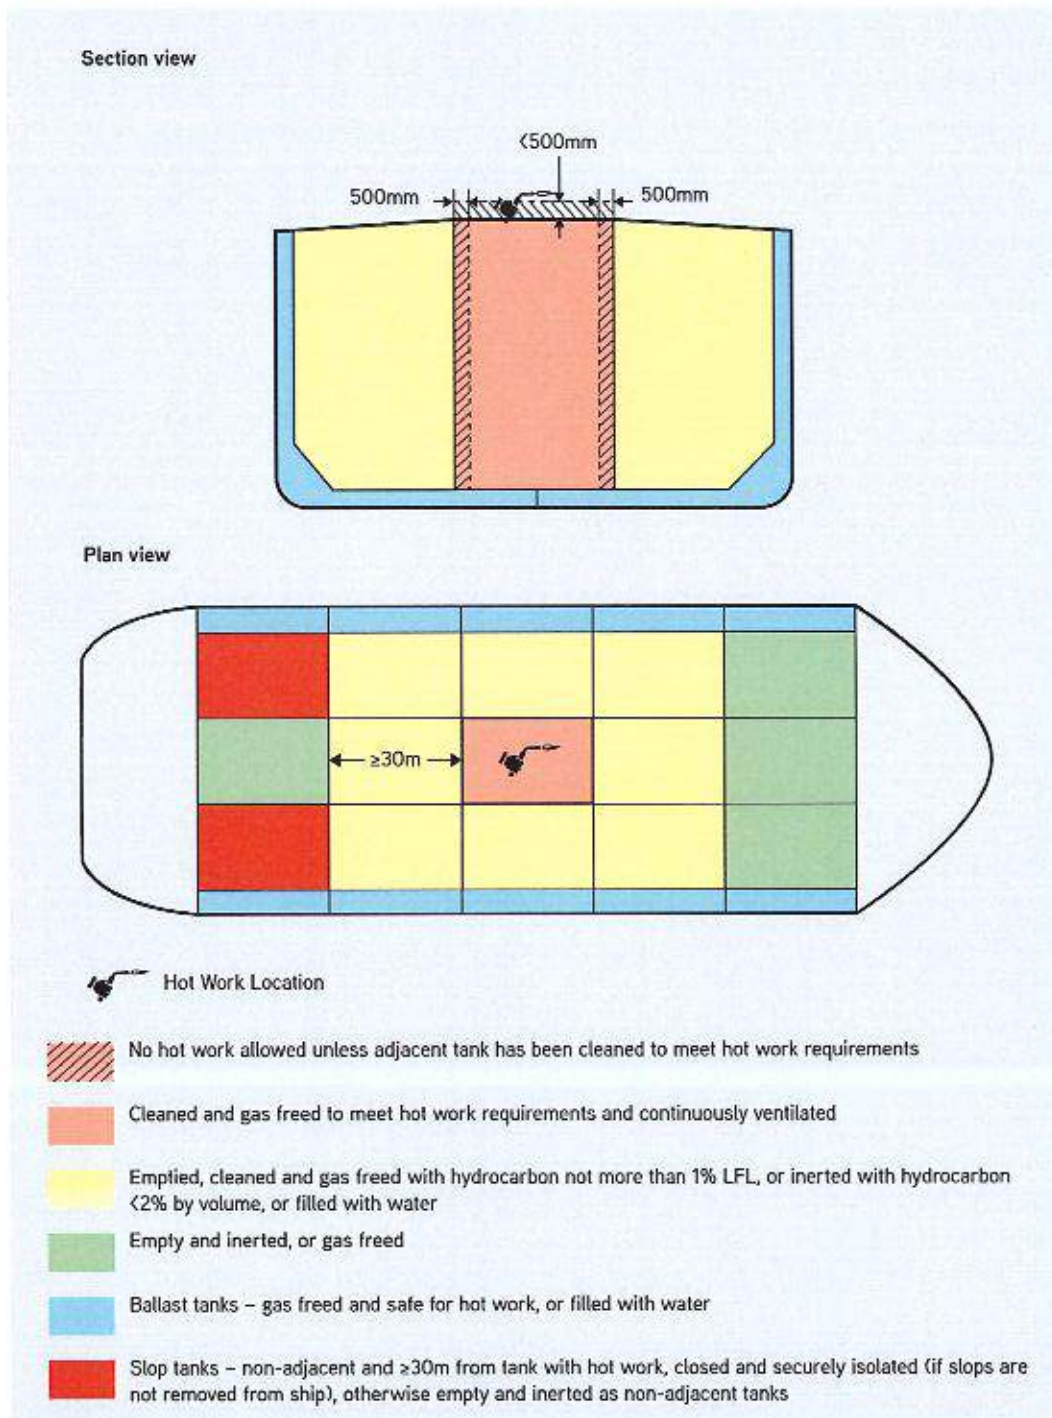 Section view
<500mm
500mm
500mm
Plan view
≥30m
Hot Work Location
No hot work allowed unless adjacent tank has been cleaned to meet hot work requirements
Cleaned and gas freed to meet hot work requirements and continuously ventilated
Emptied, cleaned and gas freed with hydrocarbon not more than 1% LFL, or inerted with hydrocarbon
<2% by volume, or filled with water
Empty and inerted, or gas freed
Ballast tanks – gas freed and safe for hot work, or filled with water
Slop tanks – non-adjacent and ≥30m from tank with hot work, closed and securely isolated (if slops are
not removed from ship), otherwise empty and inerted as non-adjacent tanks